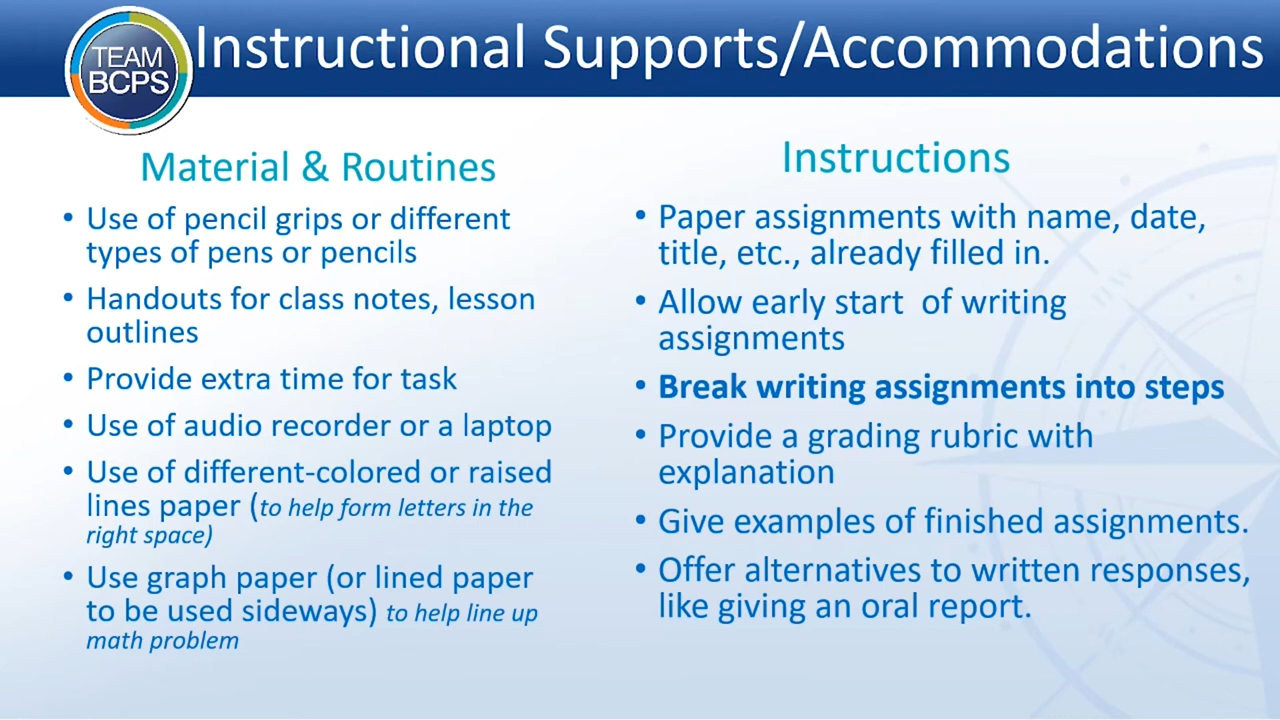 TEAM
BCPS
Instructional Supports/Accommodations
Material & Routines
• Use of pencil grips or different
types of pens or pencils
• Handouts for class notes, lesson
outlines
• Provide extra time for task
• Use of audio recorder or a laptop
• Use of different-colored or raised
lines paper (to help form letters in the
right space)
• Use graph paper (or lined paper
to be used sideways) to help line up
math problem
Instructions
• Paper assignments with name, date,
title, etc., already filled in.
• Allow early start of writing
assignments
• Break writing assignments into steps
• Provide a grading rubric with
explanation
• Give examples of finished assignments.
• Offer alternatives to written responses,
like giving an oral report.